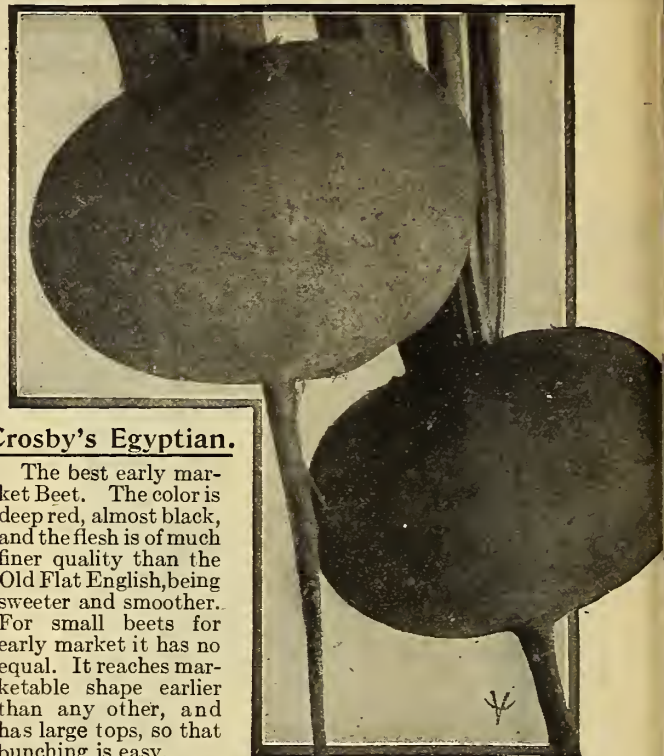 Crosby's Egyptian.
The best early mar-
ket Beet. The color is
deep red, almost black,
and the flesh is of much
finer quality than the
Old Flat English, being
sweeter and smoother.
For small beets for
early market it has no
equal. It reaches mar-
ketable shape earlier
than any other, and
has large tops, so that
bunching is easy